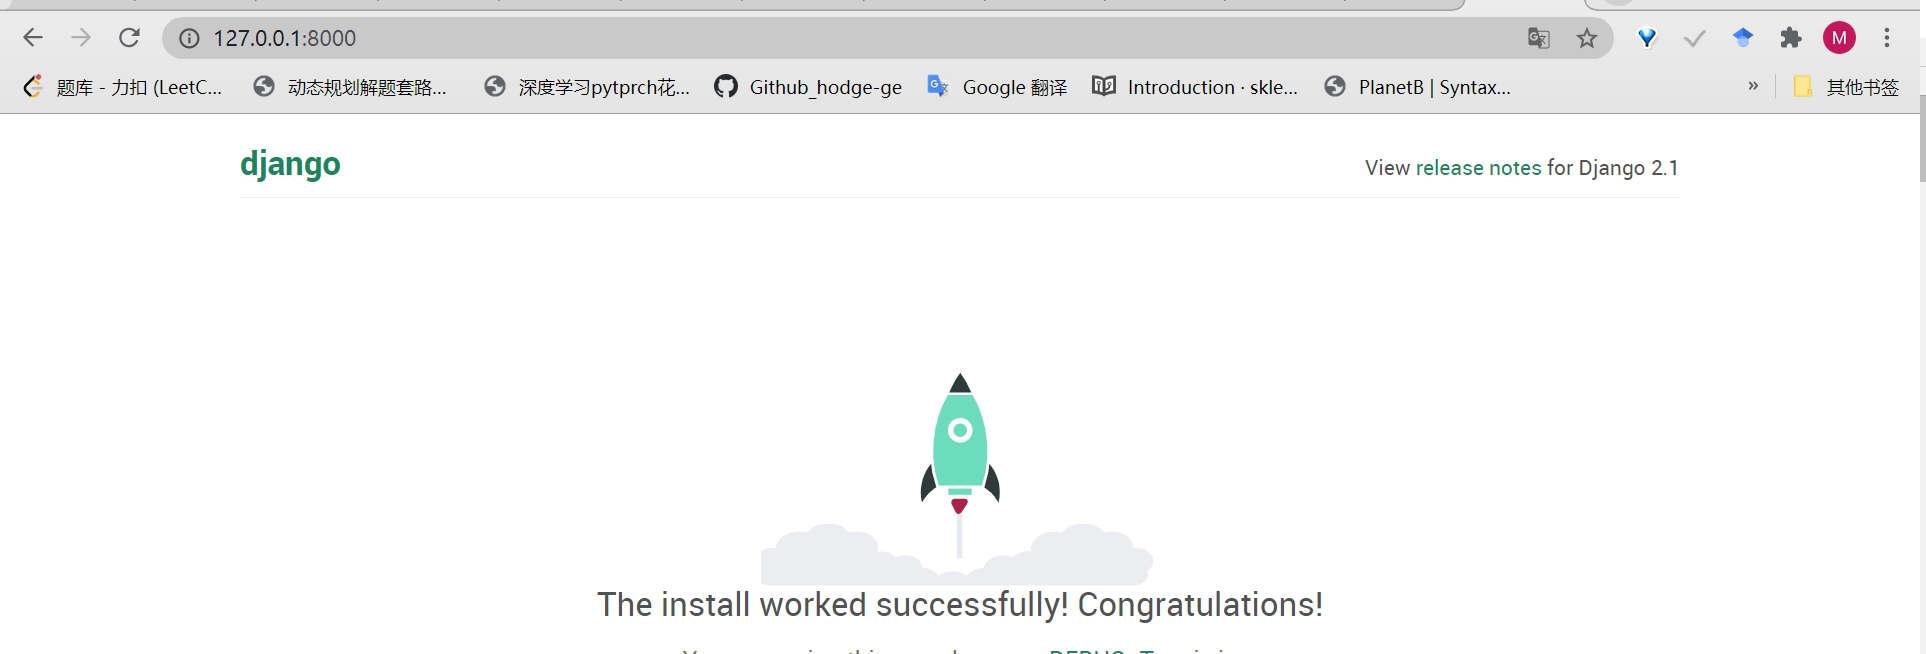 127.0.0.1:8000
题库 - 力扣 (LeetC... 动态规划解题套路... 深度学习pytprch花... Github_hodge-ge Google 翻译 Introduction · skle... PlanetB | Syntax... » 其他书签
M
django
View release notes for Django 2.1
The install worked successfully! Congratulations!